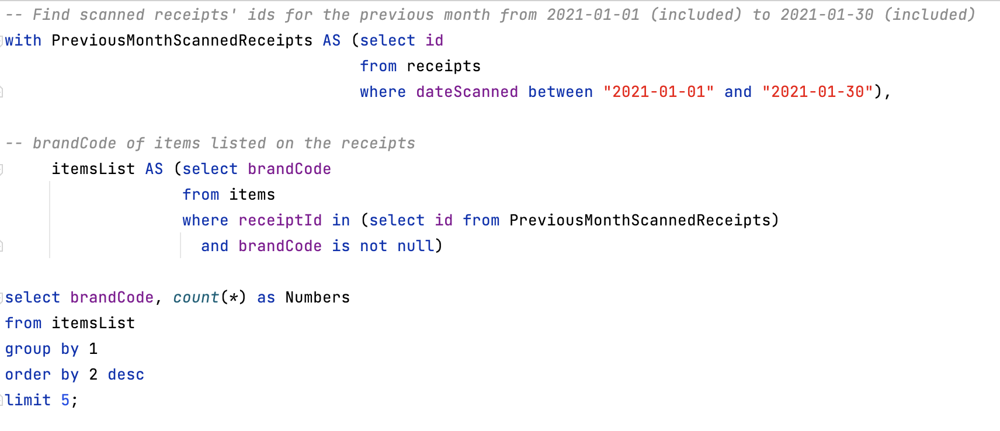 -- Find scanned receipts' ids for the previous month from 2021-01-01 (included) to 2021-01-30 (included)
with PreviousMonthScannedReceipts AS (select id
from receipts
where dateScanned between "2021-01-01" and "2021-01-30"),
-- brandCode of items listed on the receipts
itemsList AS (select brandCode
from items
where receiptId in (select id from PreviousMonthScannedReceipts)
and brandCode is not null)
select brandCode, count(*) as Numbers
from itemsList
group by 1
order by 2 desc
limit 5;